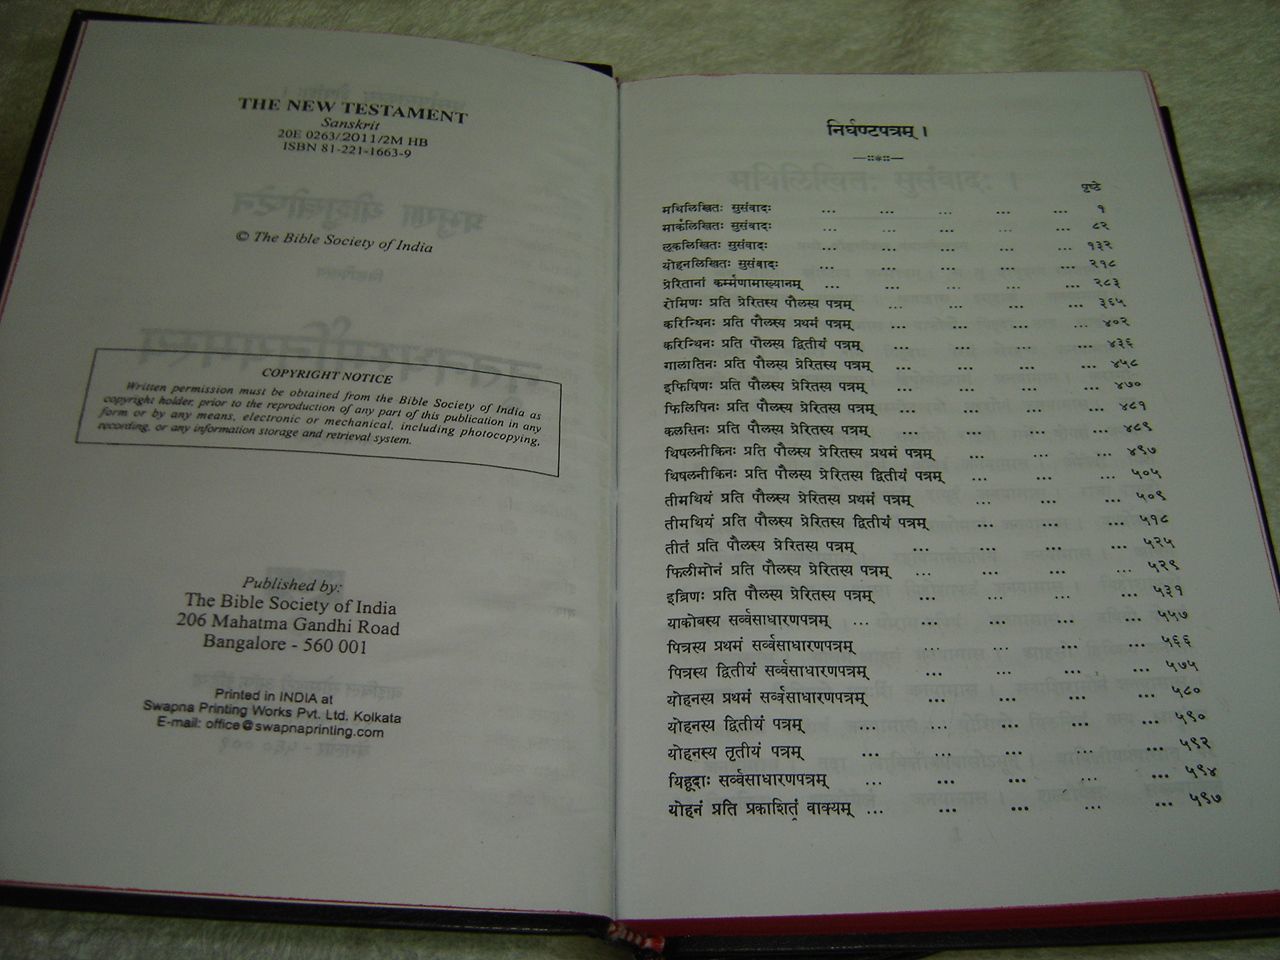 THE NEW TESTAMENT
Sanskrit
20E 0263/2011/2M HB
ISBN 81-221-1663-9
© The Bible Society of India
COPYRIGHT NOTICE
Written permission must be obtained from the Bible Society of India as
copyright holder, prior to the reproduction of any part of this publication in any
form or by any means, electronic or mechanical, including photocopying,
recording, or any information storage and retrieval system.
Published by:
The Bible Society of India
206 Mahatma Gandhi Road
Bangalore - 560 001
Printed in INDIA at
Swapna Printing Works Pvt. Ltd. Kolkata
E-mail: office@swapnaprinting.com
निर्घण्टपत्रम् ।
पृष्ठे
मथिलिखितः सुसंवादः ... ... ... ... ... १
मार्कलिखितः सुसंवादः ... ... ... ... ... ८२
लूकलिखितः सुसंवादः ... ... ... ... ... १३२
योहनलिखितः सुसंवादः ... ... ... ... ... २१८
प्रेरितानां कर्म्मणामाख्यानम् ... ... ... ... ... २८३
रोमिणः प्रति प्रेरितस्य पौलस्य पत्रम् ... ... ... ... ३६५
करिन्थिनः प्रति पौलस्य प्रथमं पत्रम् ... ... ... ... ४०२
करिन्थिनः प्रति पौलस्य द्वितीयं पत्रम् ... ... ... ... ४३६
गालातिनः प्रति पौलस्य प्रेरितस्य पत्रम् ... ... ... ... ४५८
इफिषिणः प्रति पौलस्य प्रेरितस्य पत्रम् ... ... ... ... ४७०
फिलिपिनः प्रति पौलस्य प्रेरितस्य पत्रम् ... ... ... ... ४८१
कलसिनः प्रति पौलस्य प्रेरितस्य पत्रम् ... ... ... ... ४८९
थिषलनीकिनः प्रति पौलस्य प्रेरितस्य प्रथमं पत्रम् ... ... ... ४९७
थिषलनीकिनः प्रति पौलस्य प्रेरितस्य द्वितीयं पत्रम् ... ... ... ५०५
तीमथियं प्रति पौलस्य प्रेरितस्य प्रथमं पत्रम् ... ... ... ५०९
तीमथियं प्रति पौलस्य प्रेरितस्य द्वितीयं पत्रम् ... ... ... ५१८
तीतं प्रति पौलस्य प्रेरितस्य पत्रम् ... ... ... ... ५२५
फिलीमोनं प्रति पौलस्य प्रेरितस्य पत्रम् ... ... ... ... ५२९
इब्रिणः प्रति पौलस्य प्रेरितस्य पत्रम् ... ... ... ... ५३१
याकोबस्य सर्व्वसाधारणपत्रम् ... ... ... ... ... ५५७
पित्रस्य प्रथमं सर्व्वसाधारणपत्रम् ... ... ... ... ५६६
पित्रस्य द्वितीयं सर्व्वसाधारणपत्रम् ... ... ... ... ५७५
योहनस्य प्रथमं सर्व्वसाधारणपत्रम् ... ... ... ... ५८०
योहनस्य द्वितीयं पत्रम् ... ... ... ... ... ५९०
योहनस्य तृतीयं पत्रम् ... ... ... ... ... ५९२
यिहूदाः सर्व्वसाधारणपत्रम् ... ... ... ... ... ५९४
योहनं प्रति प्रकाशितं वाक्यम् ... ... ... ... ... ५९७